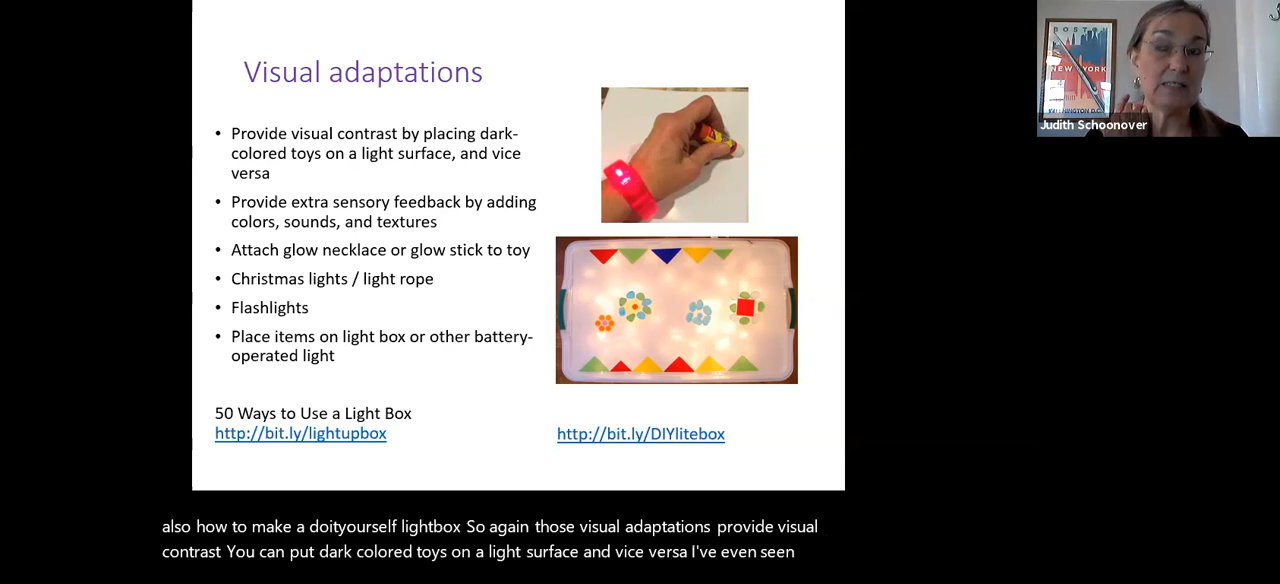 Visual adaptations
• Provide visual contrast by placing dark-
colored toys on a light surface, and vice
versa
• Provide extra sensory feedback by adding
colors, sounds, and textures
• Attach glow necklace or glow stick to toy
• Christmas lights / light rope
• Flashlights
• Place items on light box or other battery-
operated light
50 Ways to Use a Light Box
http://bit.ly/lightupbox
http://bit.ly/DIYlitebox
BOSTON
NEW YORK
WASHINGTON D.C.
Judith Schoonover
also how to make a doityourself lightbox So again those visual adaptations provide visual
contrast You can put dark colored toys on a light surface and vice versa I've even seen